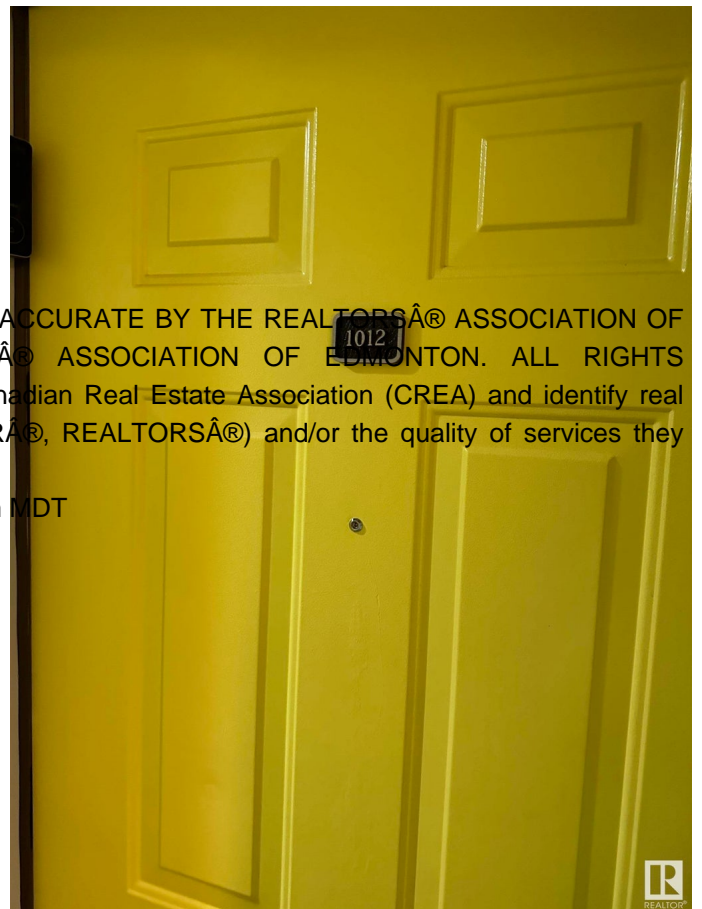 ACCURATE BY THE REALTORSÂ® ASSOCIATION OF
Â® ASSOCIATION OF EDMONTON. ALL RIGHTS
nadian Real Estate Association (CREA) and identify real
RÂ®, REALTORSÂ®) and/or the quality of services they
MDT
1012
REALTOR®